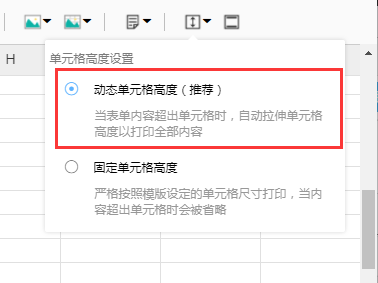 H
单元格高度设置
动态单元格高度（推荐）
当表单内容超出单元格时，自动拉伸单元格
高度以打印全部内容
固定单元格高度
严格按照模版设定的单元格尺寸打印，当内
容超出单元格时会被省略